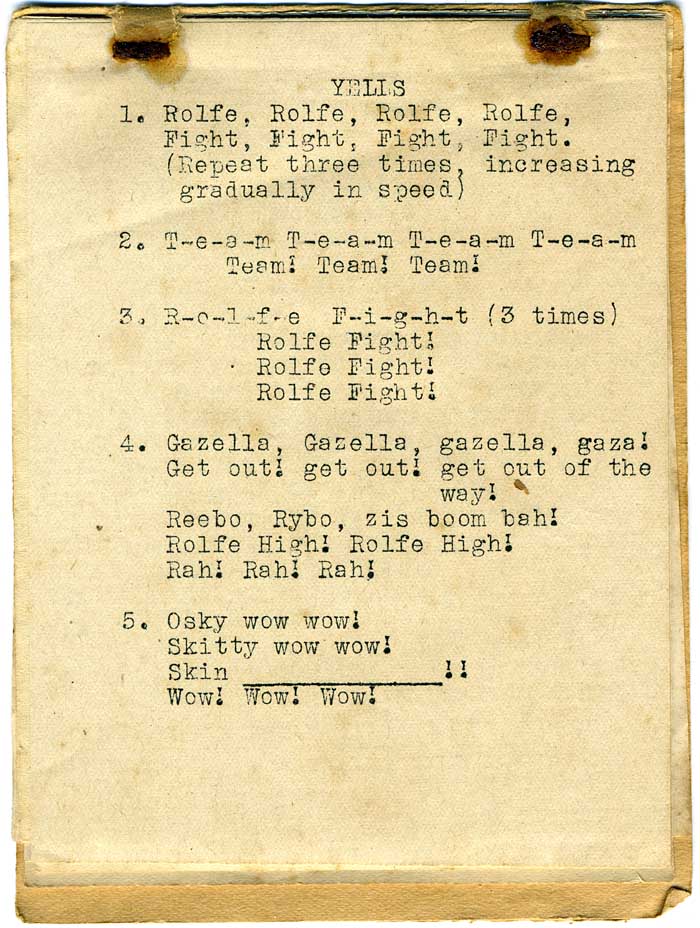 YELLS
1. Rolfe, Rolfe, Rolfe, Rolfe,
Fight, Fight, Fight, Fight.
(Repeat three times, increasing
gradually in speed)
2. T-e-a-m T-e-a-m T-e-a-m T-e-a-m
Team! Team! Team!
3. R-o-l-f-e F-i-g-h-t (3 times)
Rolfe Fight!
Rolfe Fight!
Rolfe Fight!
4. Gazella, Gazella, gazella, gaza!
Get out! get out! get out of the
way!
Reebo, Rybo, zis boom bah!
Rolfe High! Rolfe High!
Rah! Rah! Rah!
5. Osky wow wow!
Skitty wow wow!
Skin _____________!!
Wow! Wow! Wow!